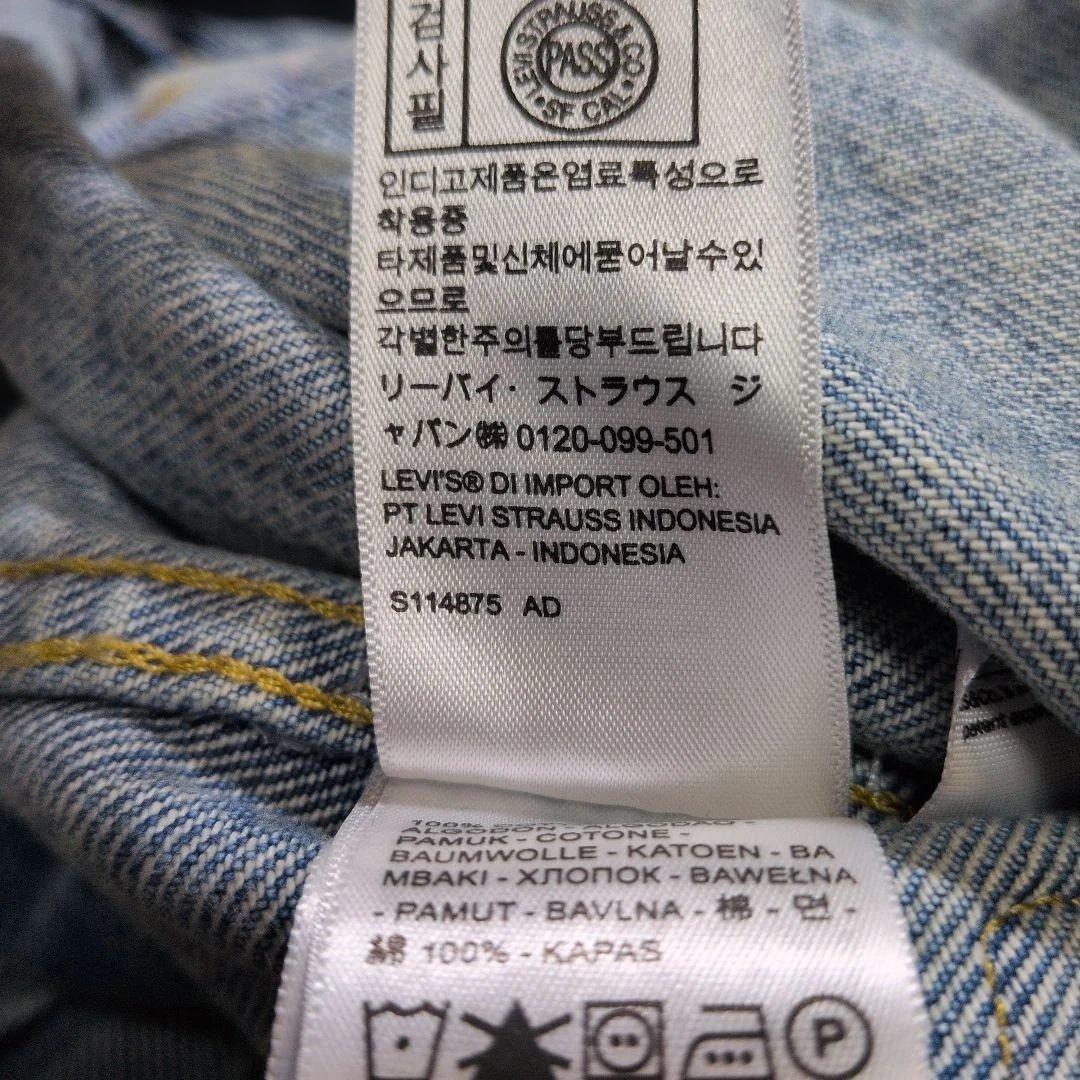 검사필
LEVI STRAUSS & CO
PASS
SF CAL
인디고제품은염료특성으로
착용중
타제품및신체에묻어날수있
으므로
각별한주의를당부드립니다
リーバイ・ストラウス ジ
ャパン㈱ 0120-099-501
LEVI'S® DI IMPORT OLEH:
PT LEVI STRAUSS INDONESIA
JAKARTA - INDONESIA
S114875 AD
100%
ALGODON
PAMUK - COTONE -
BAUMWOLLE - KATOEN - BA
MBAKI - ХЛОПОК - BAWEŁNA
- PAMUT - BAVLNA - 棉 - 면 -
綿 100% - KAPAS
P